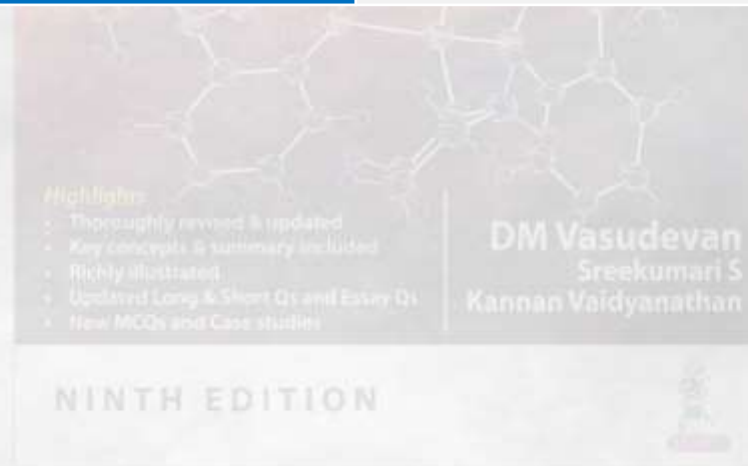 Highlights
• Thoroughly revised & updated
• Key concepts & summary included
• Richly illustrated
• Updated Long & Short Qs and Essay Qs
• New MCQs and Case studies
DM Vasudevan
Sreekumari S
Kannan Vaidyanathan
NINTH EDITION